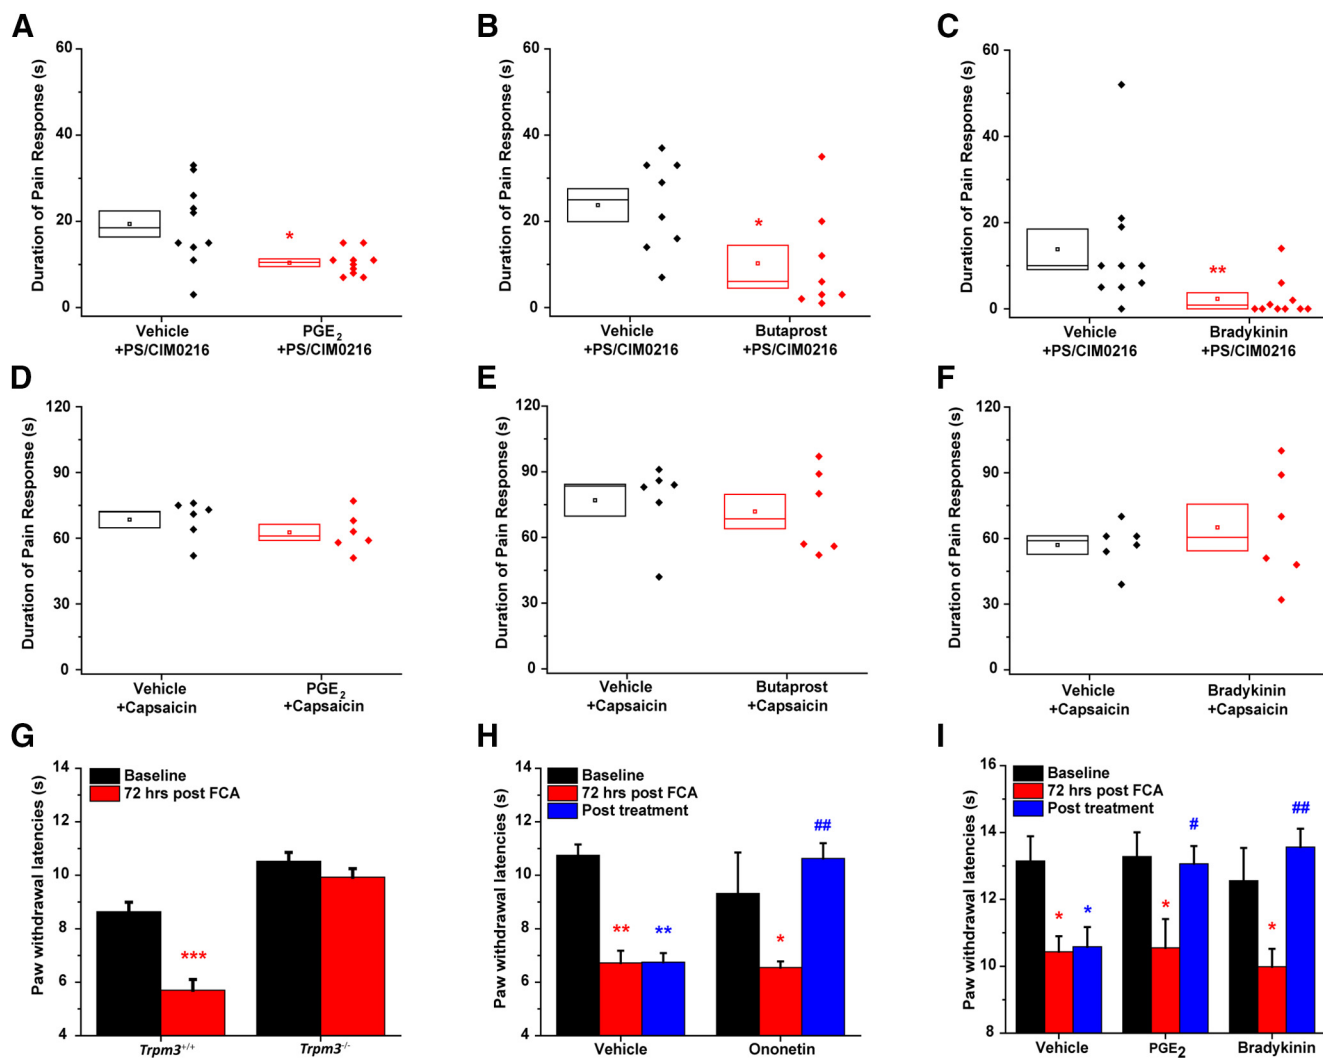 A
Duration of Pain Response (s)
60
40
20
0
*
Vehicle
+PS/CIM0216
PGE2
+PS/CIM0216
B
Duration of Pain Response (s)
60
40
20
0
*
Vehicle
+PS/CIM0216
Butaprost
+PS/CIM0216
C
Duration of Pain Response (s)
60
40
20
0
**
Vehicle
+PS/CIM0216
Bradykinin
+PS/CIM0216
D
Duration of Pain Response (s)
120
90
60
30
0
Vehicle
+Capsaicin
PGE2
+Capsaicin
E
Duration of Pain Response (s)
120
90
60
30
0
Vehicle
+Capsaicin
Butaprost
+Capsaicin
F
Duration of Pain Responses (s)
120
90
60
30
0
Vehicle
+Capsaicin
Bradykinin
+Capsaicin
G
Paw withdrawal latencies (s)
14
12
10
8
6
4
Baseline
72 hrs post FCA
***
Trpm3+/+
Trpm3-/-
H
Paw withdrawal latencies (s)
14
12
10
8
6
4
Baseline
72 hrs post FCA
Post treatment
**
**
*
##
Vehicle
Ononetin
I
Paw withdrawal latencies (s)
16
14
12
10
8
Baseline
72 hrs post FCA
Post treatment
*
*
*
#
*
##
Vehicle
PGE2
Bradykinin